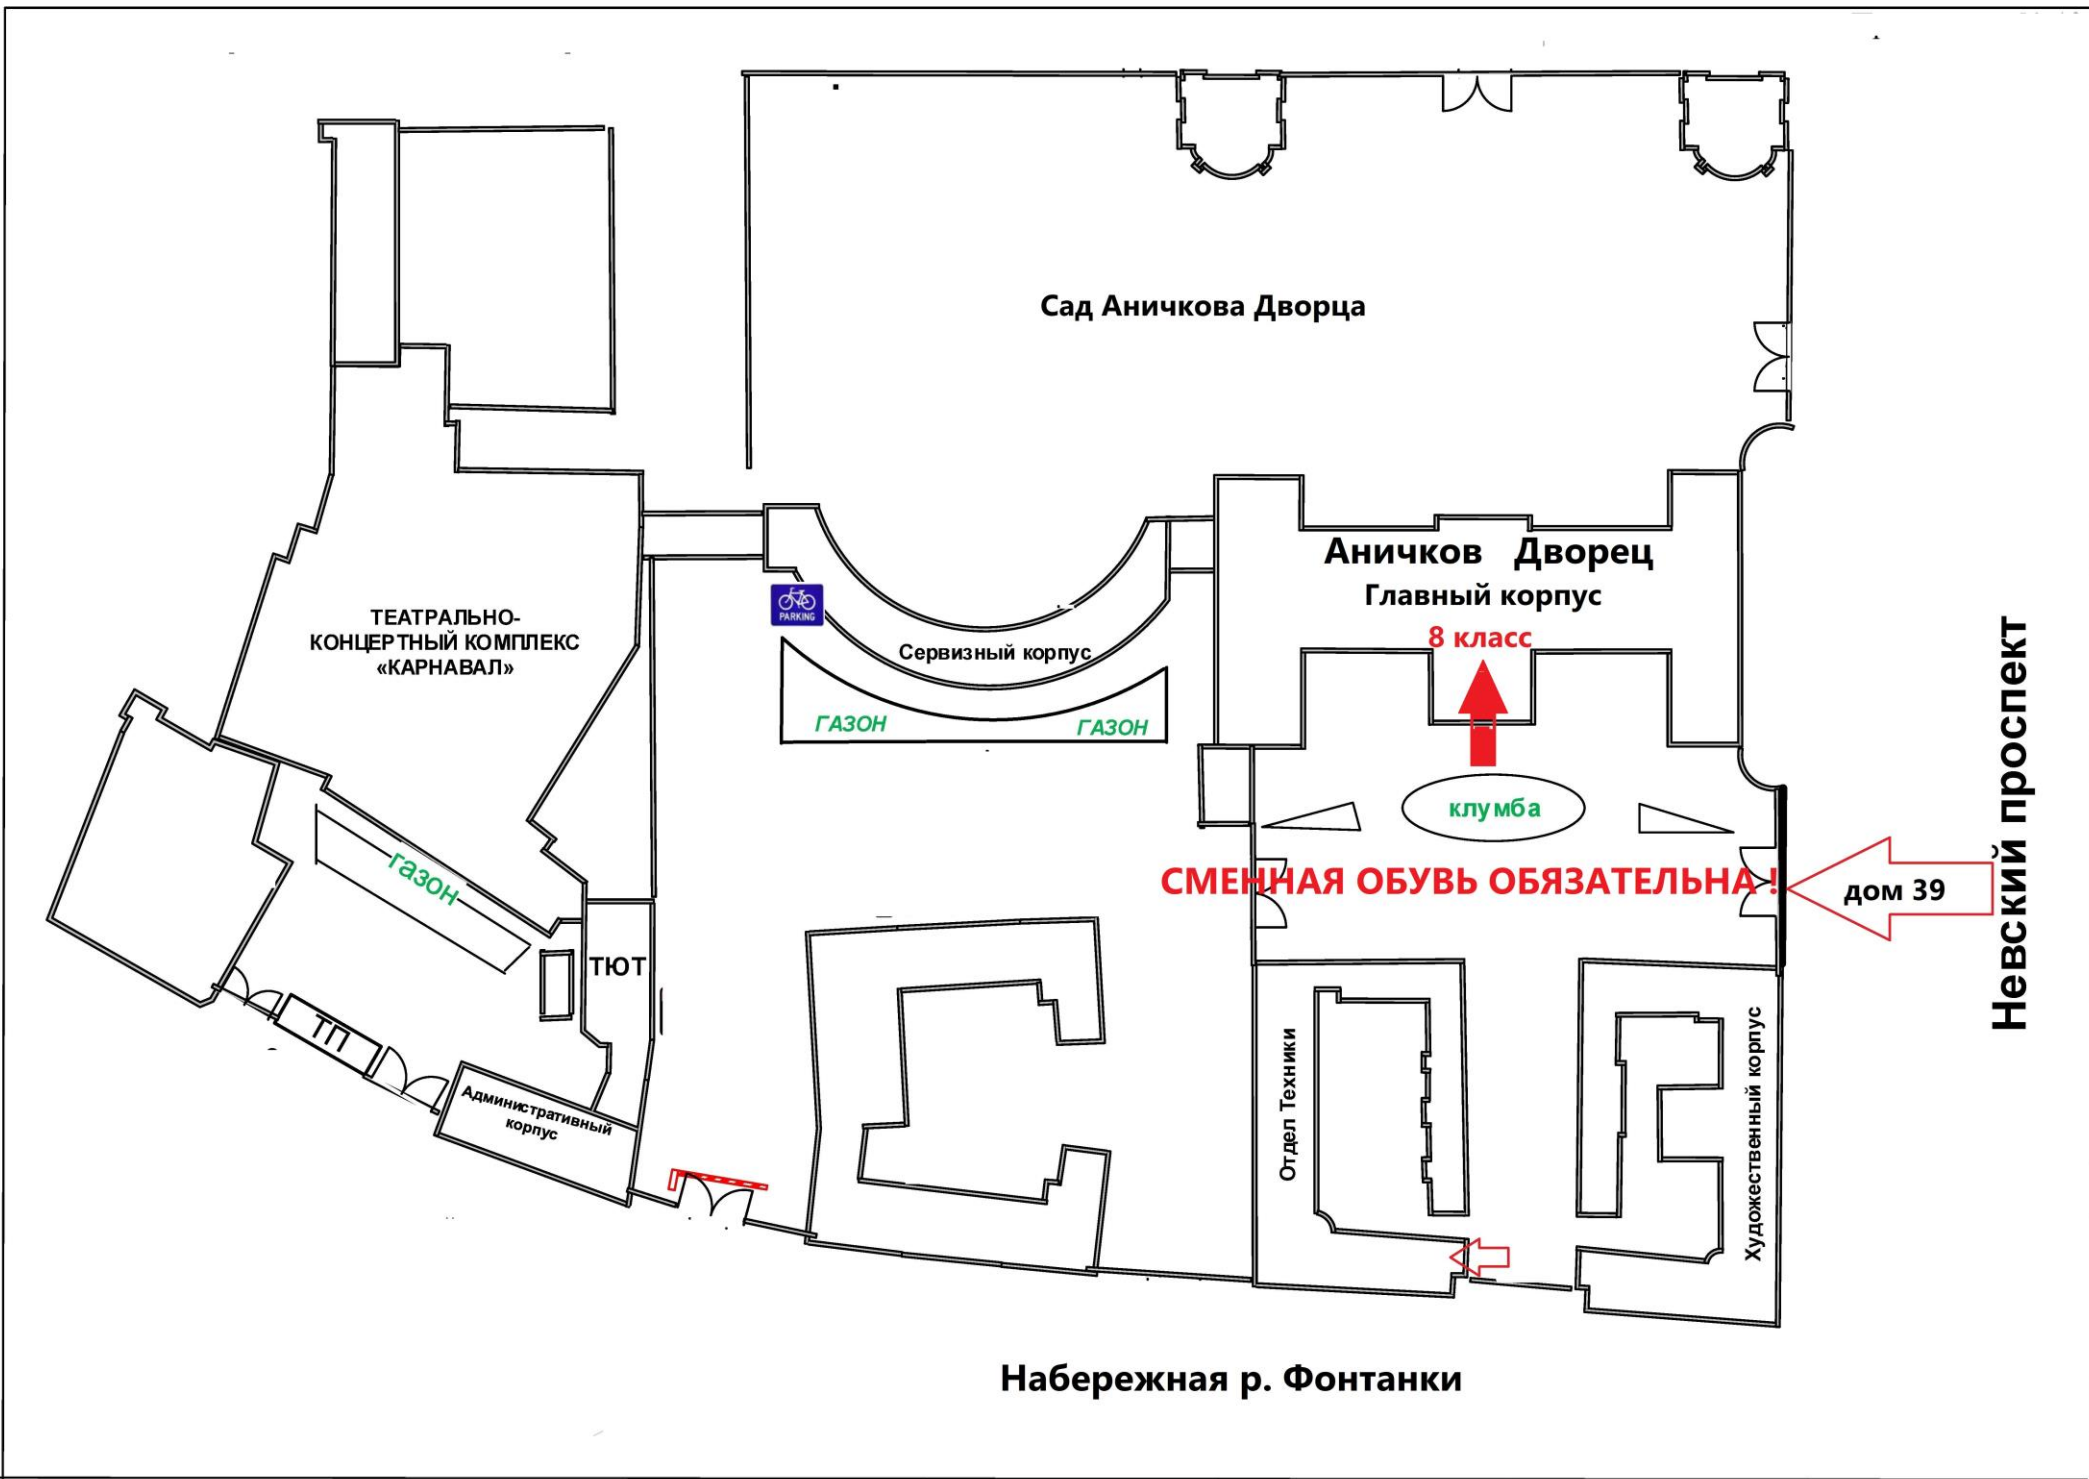 Сад Аничкова Дворца
Аничков Дворец
Главный корпус
8 класс
ТЕАТРАЛЬНО-
КОНЦЕРТНЫЙ КОМПЛЕКС
«КАРНАВАЛ»
PARKING
Сервизный корпус
ГАЗОН
ГАЗОН
клумба
СМЕННАЯ ОБУВЬ ОБЯЗАТЕЛЬНА !
дом 39
Невский проспект
газон
ТЮТ
ТП
Административный
корпус
Отдел Техники
Художественный корпус
Набережная р. Фонтанки